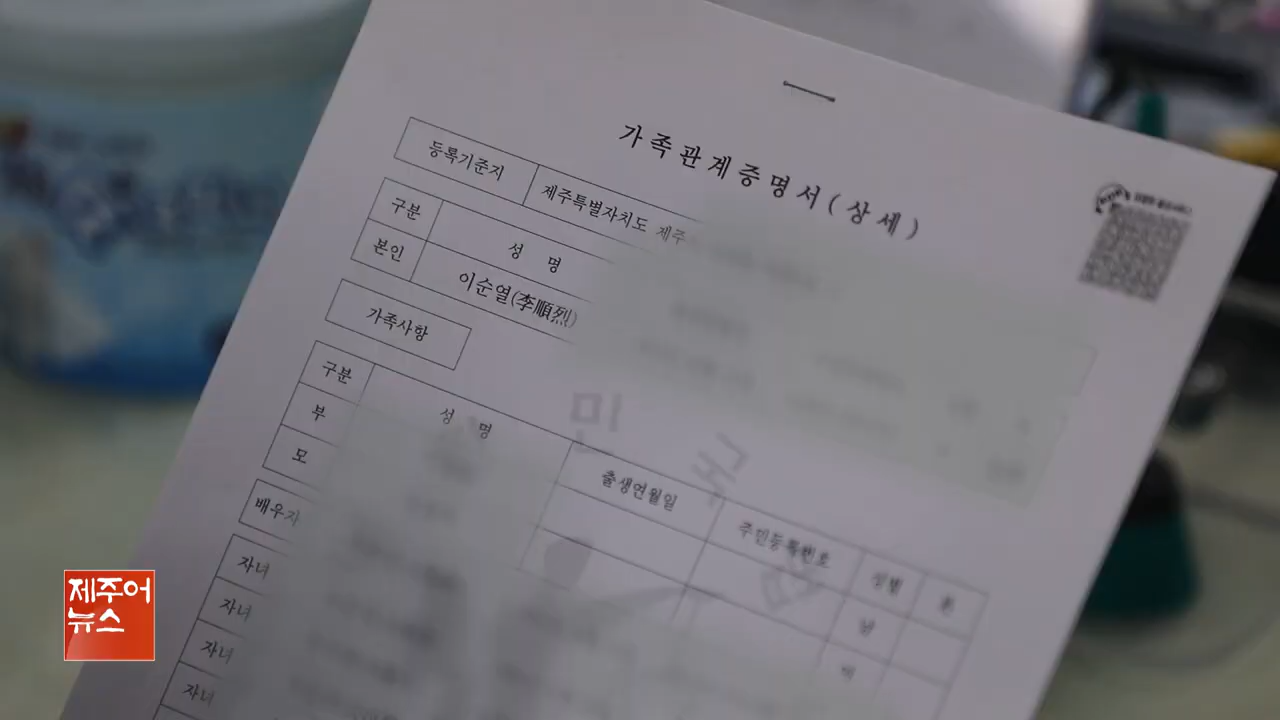 가족관계증명서(상세)
등록기준지 제주특별자치도 제주
구분 성 명
본인 이순열(李順烈)
가족사항
구분 성 명 출생연월일 주민등록번호 성별 본
부 남
모 여
배우자
자녀
자녀
자녀
자녀
제주어
뉴스